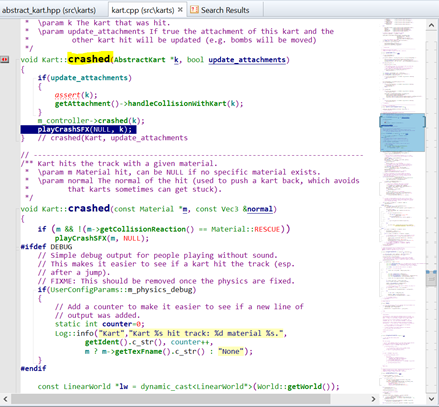 abstract_kart.hpp (src\karts) kart.cpp (src\karts) Search Results
* \param k The kart that was hit.
* \param update_attachments If true the attachment of this kart and the
* other kart hit will be updated (e.g. bombs will be moved)
*/
void Kart::crashed(AbstractKart *k, bool update_attachments)
{
if(update_attachments)
{
assert(k);
getAttachment()->handleCollisionWithKart(k);
}
m_controller->crashed(k);
playCrashSFX(NULL, k);
} // crashed(Kart, update_attachments
// -----------------------------------------------------------------------
/** Kart hits the track with a given material.
* \param m Material hit, can be NULL if no specific material exists.
* \param normal The normal of the hit (used to push a kart back, which avoids
* that karts sometimes can get stuck).
*/
void Kart::crashed(const Material *m, const Vec3 &normal)
{
if (m && !(m->getCollisionReaction() == Material::RESCUE))
playCrashSFX(m, NULL);
#ifdef DEBUG
// Simple debug output for people playing without sound.
// This makes it easier to see if a kart hit the track (esp.
// after a jump).
// FIXME: This should be removed once the physics are fixed.
if(UserConfigParams::m_physics_debug)
{
// Add a counter to make it easier to see if a new line of
// output was added.
static int counter=0;
Log::info("Kart","Kart %s hit track: %d material %s.",
getIdent().c_str(), counter++,
m ? m->getTexFname().c_str() : "None");
}
#endif
const LinearWorld *lw = dynamic_cast<LinearWorld*>(World::getWorld());